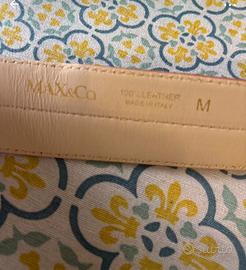 MAX&Co
100% LEATHER
MADE IN ITALY
M
subito